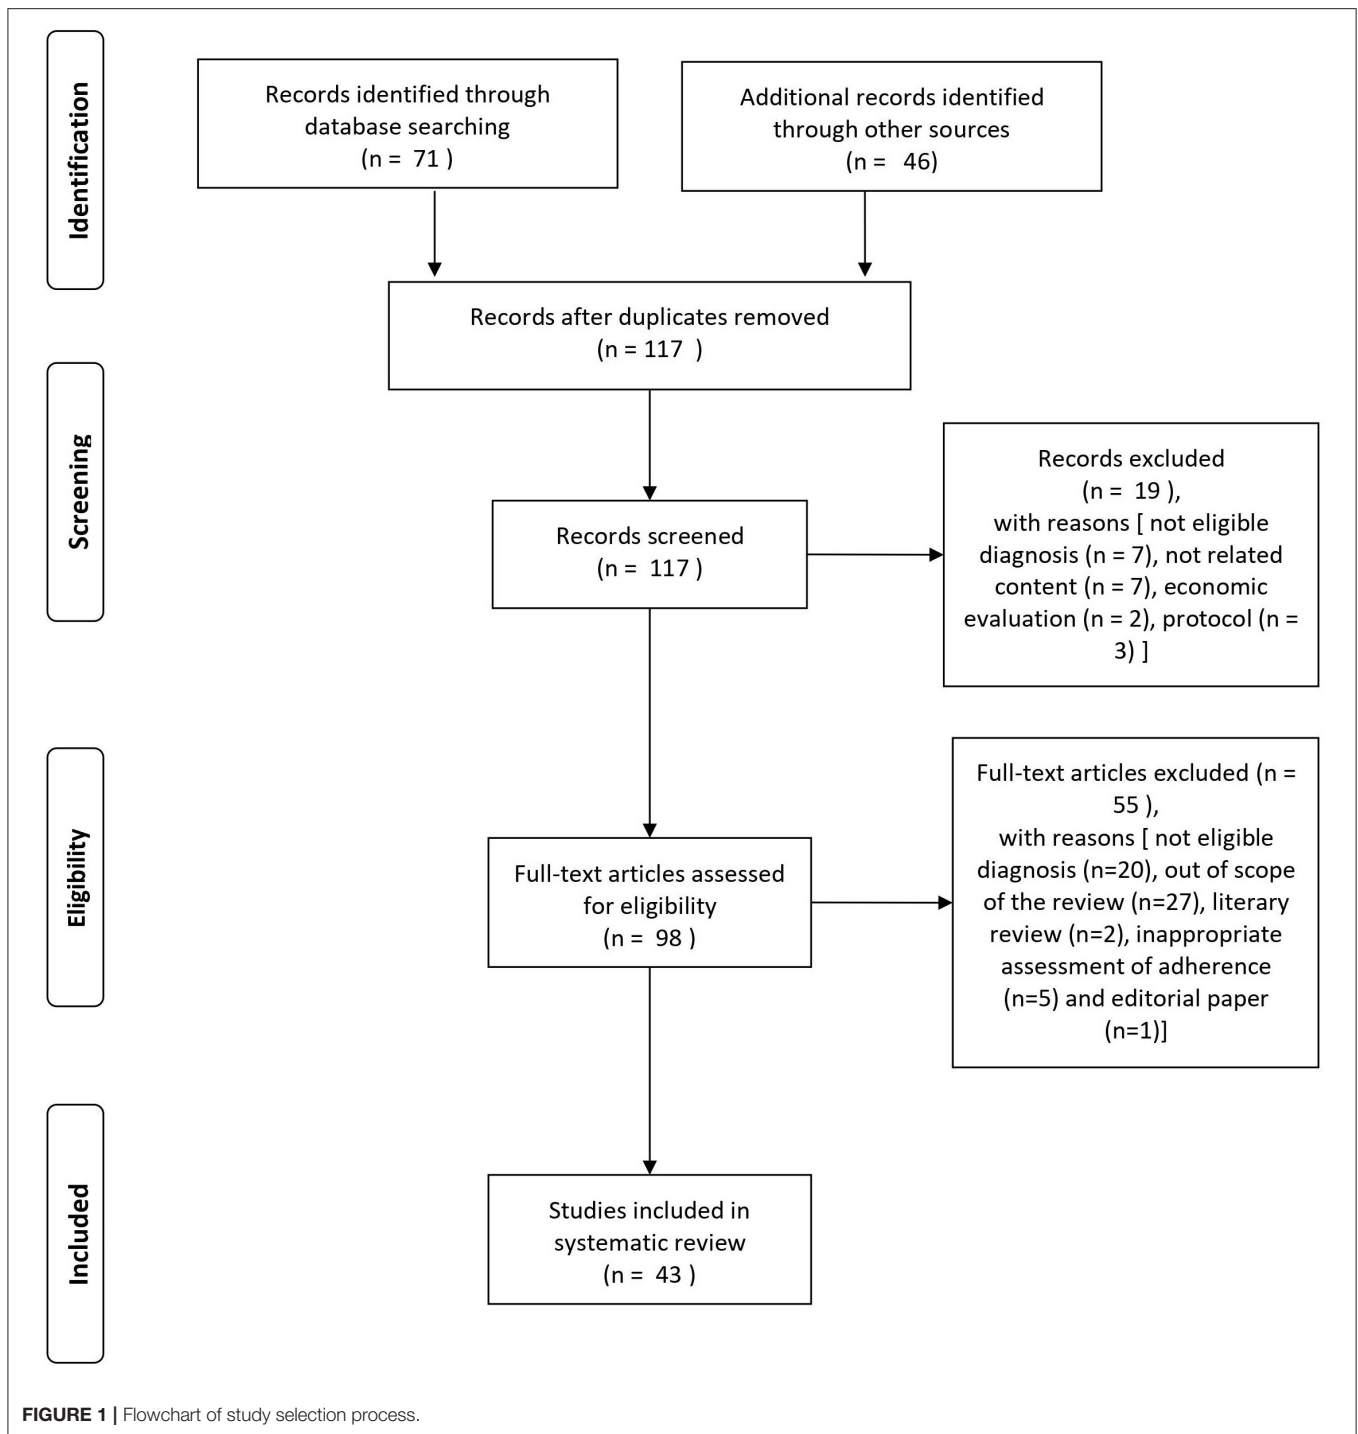 Identification
Records identified through
database searching
(n = 71 )
Additional records identified
through other sources
(n = 46)
Records after duplicates removed
(n = 117 )
Screening
Records screened
(n = 117 )
Records excluded
(n = 19 ),
with reasons [ not eligible
diagnosis (n = 7), not related
content (n = 7), economic
evaluation (n = 2), protocol (n =
3) ]
Eligibility
Full-text articles assessed
for eligibility
(n = 98 )
Full-text articles excluded (n =
55 ),
with reasons [ not eligible
diagnosis (n=20), out of scope
of the review (n=27), literary
review (n=2), inappropriate
assessment of adherence
(n=5) and editorial paper
(n=1)]
Included
Studies included in
systematic review
(n = 43 )
FIGURE 1 | Flowchart of study selection process.